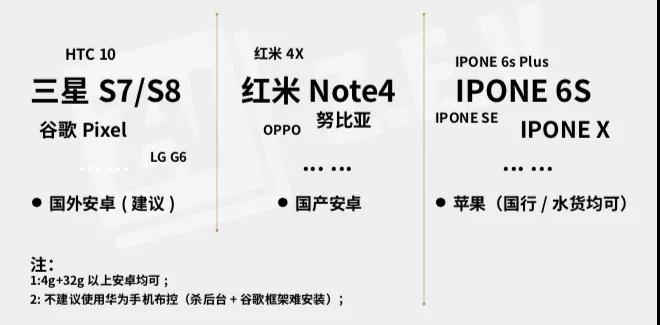 HTC 10
三星 S7/S8
谷歌 Pixel
LG G6
... ...
● 国外安卓 ( 建议 )
红米 4X
红米 Note4
OPPO
努比亚
... ...
● 国产安卓
IPONE 6s Plus
IPONE 6S
IPONE SE
IPONE X
... ...
● 苹果（国行 / 水货均可）
注：
1:4g+32g 以上安卓均可 ;
2: 不建议使用华为手机布控（杀后台 + 谷歌框架难安装）;